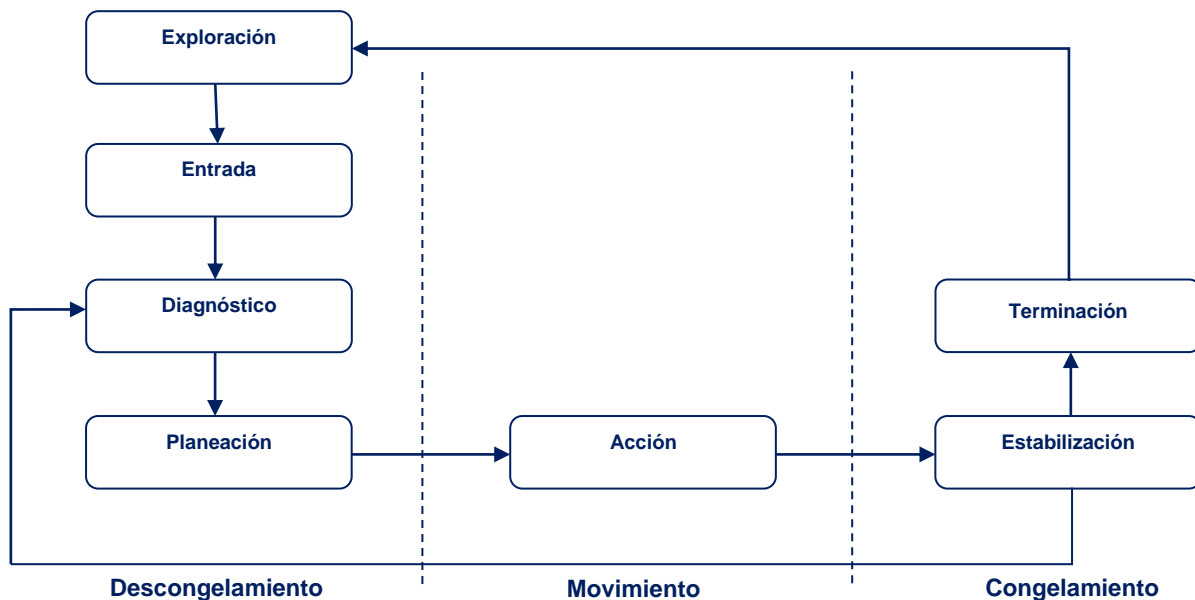 Exploración
Entrada
Diagnóstico
Terminación
Planeación
Acción
Estabilización
Descongelamiento
Movimiento
Congelamiento